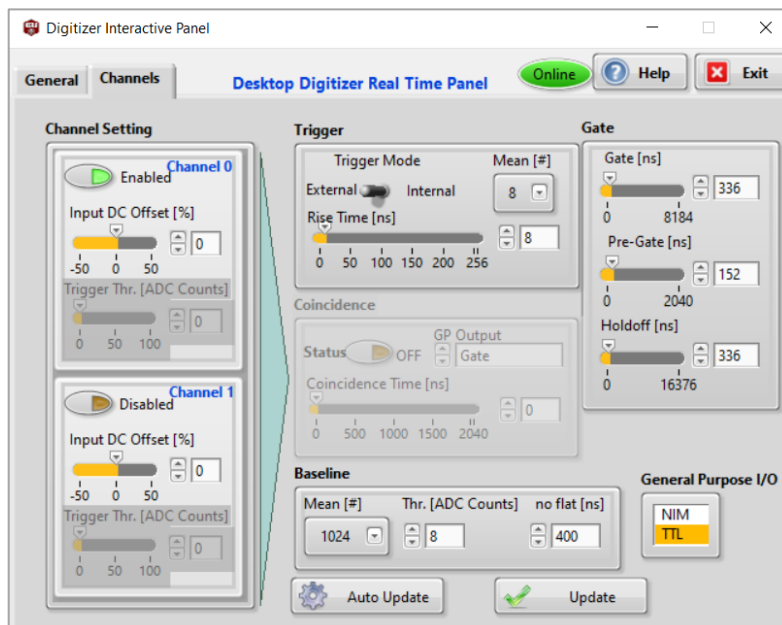 Digitizer Interactive Panel
General
Channels
Desktop Digitizer Real Time Panel
Online
Help
Exit
Channel Setting
Channel 0
Enabled
Input DC Offset [%]
0
-50 0 50
Trigger Thr. [ADC Counts]
0
0 50 100
Channel 1
Disabled
Input DC Offset [%]
0
-50 0 50
Trigger Thr. [ADC Counts]
0
0 50 100
Trigger
Trigger Mode
External Internal
Mean [#]
8
Rise Time [ns]
8
0 50 100 150 200 256
Coincidence
Status OFF
GP Output
Gate
Coincidence Time [ns]
0
0 500 1000 1500 2040
Baseline
Mean [#] Thr. [ADC Counts] no flat [ns]
1024 8 400
Auto Update
Update
Gate
Gate [ns]
336
0 8184
Pre-Gate [ns]
152
0 2040
Holdoff [ns]
336
0 16376
General Purpose I/O
NIM
TTL